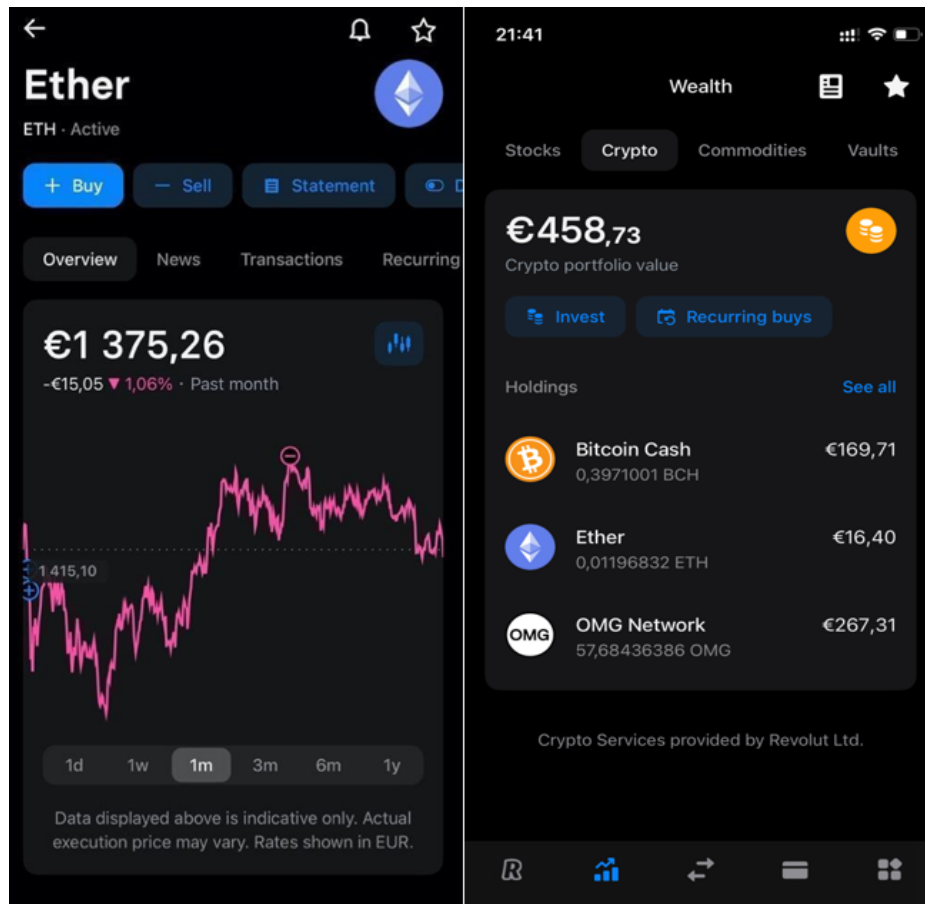 Ether
ETH · Active
+ Buy
— Sell
Statement
D
Overview
News
Transactions
Recurring
€1 375,26
-€15,05 ▼ 1,06% · Past month
1 415,10
1d
1w
1m
3m
6m
1y
Data displayed above is indicative only. Actual
execution price may vary. Rates shown in EUR.
21:41
Wealth
Stocks
Crypto
Commodities
Vaults
€458,73
Crypto portfolio value
Invest
Recurring buys
Holdings
See all
Bitcoin Cash
€169,71
0,3971001 BCH
Ether
€16,40
0,01196832 ETH
OMG
OMG Network
€267,31
57,68436386 OMG
Crypto Services provided by Revolut Ltd.
R